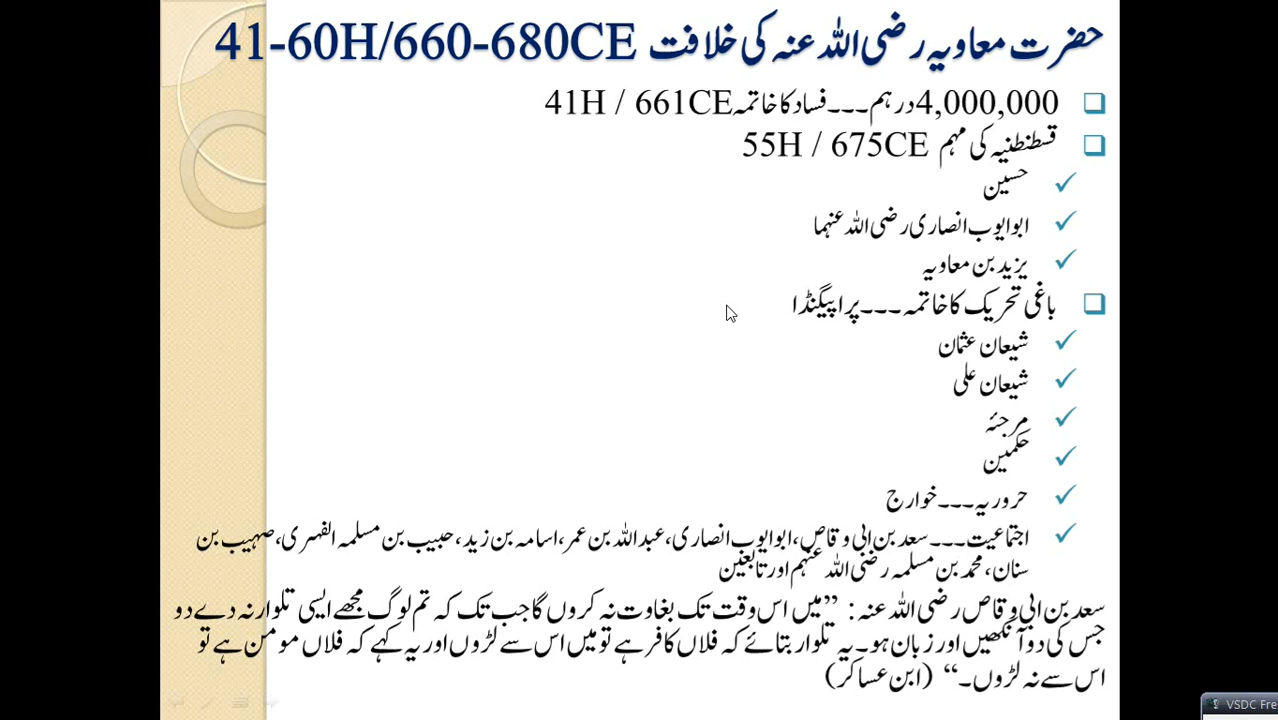 حضرت معاویہ رضی اللہ عنہ کی خلافت 41-60H/660-680CE
4,000,000 درہم۔۔۔فساد کا خاتمہ 41H / 661CE
قسطنطنیہ کی مہم 55H / 675CE
حسین
ابو ایوب انصاری رضی اللہ عنہما
یزید بن معاویہ
باغی تحریک کا خاتمہ۔۔۔پراپیگنڈا
شیعان عثمان
شیعان علی
مرجئہ
حکمین
حروریہ۔۔۔خوارج
اجتماعیت۔۔۔سعد بن ابی وقاص، ابو ایوب انصاری، عبداللہ بن عمر، اسامہ بن زید، حبیب بن مسلمہ الفہری، صہیب بن
سنان، محمد بن مسلمہ رضی اللہ عنہم اور تابعین
سعد بن ابی وقاص رضی اللہ عنہ: ”میں اس وقت تک بغاوت نہ کروں گا جب تک کہ تم لوگ مجھے ایسی تلوار نہ دے دو
جس کی دو آنکھیں اور زبان ہو۔ یہ تلوار بتائے کہ فلاں کافر ہے تو میں اس سے لڑوں اور یہ کہے کہ فلاں مومن ہے تو
اس سے نہ لڑوں۔“ (ابن عساکر)
VSDC Fre